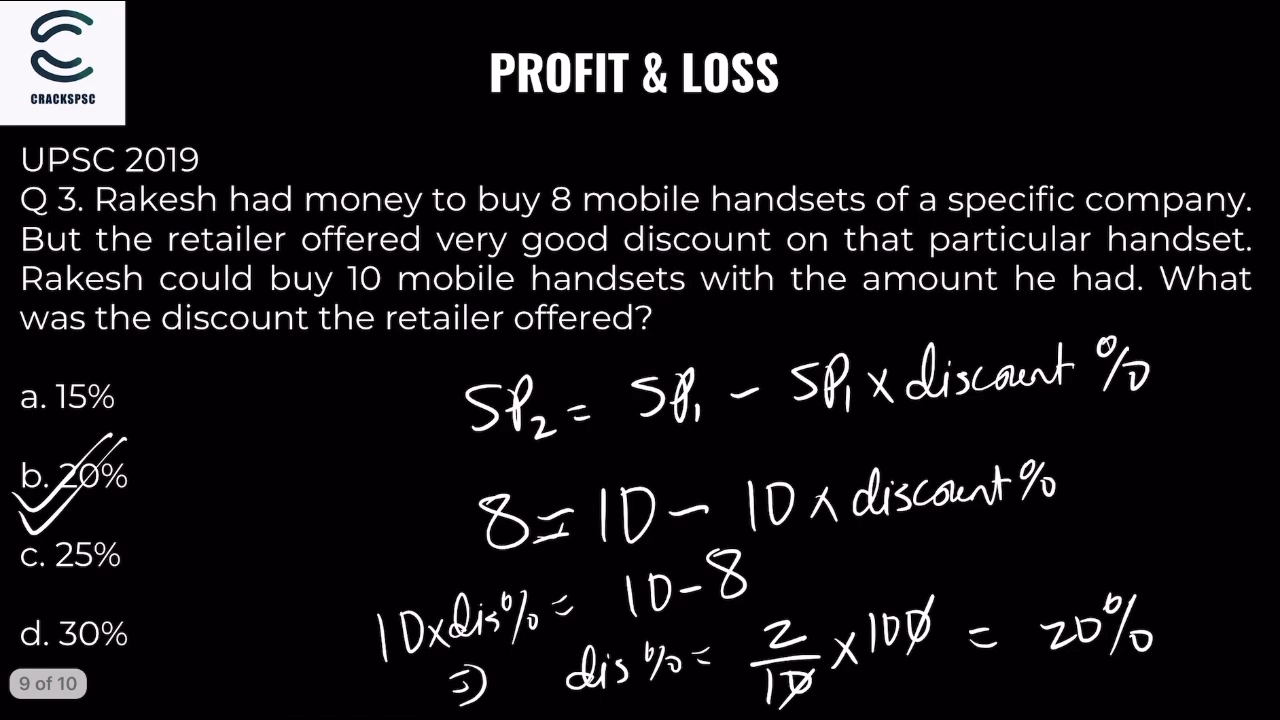 CRACKSPSC
PROFIT & LOSS
UPSC 2019
Q 3. Rakesh had money to buy 8 mobile handsets of a specific company.
But the retailer offered very good discount on that particular handset.
Rakesh could buy 10 mobile handsets with the amount he had. What
was the discount the retailer offered?
a. 15%
b. 20%
c. 25%
d. 30%
SP₂ = SP₁ - SP₁ x discount %
8 = 10 - 10 x discount %
10 x dis % = 10 - 8
=> dis % = 2/10 x 100 = 20%
9 of 10